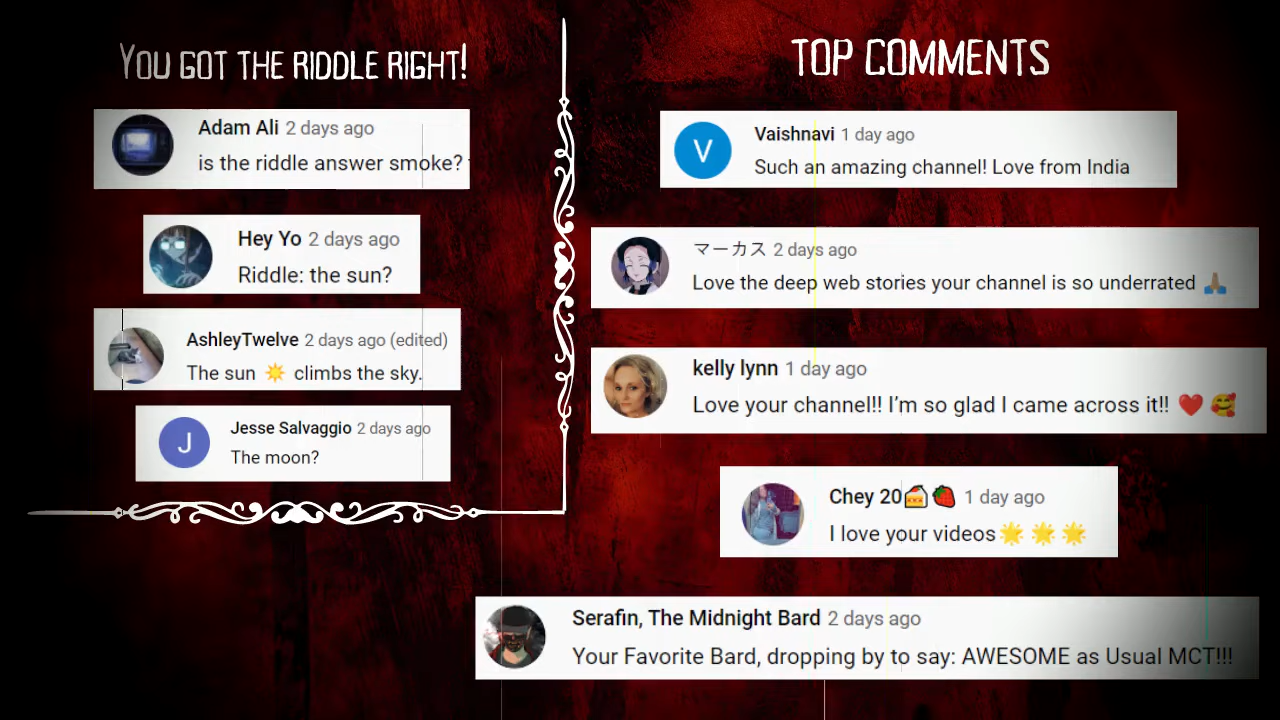 YOU GOT THE RIDDLE RIGHT!
Adam Ali 2 days ago
is the riddle answer smoke?
Hey Yo 2 days ago
Riddle: the sun?
AshleyTwelve 2 days ago (edited)
The sun ☀️ climbs the sky.
J
Jesse Salvaggio 2 days ago
The moon?
TOP COMMENTS
V
Vaishnavi 1 day ago
Such an amazing channel! Love from India
マーカス 2 days ago
Love the deep web stories your channel is so underrated 🙏🏽
kelly lynn 1 day ago
Love your channel!! I'm so glad I came across it!! ❤️ 🥰
Chey 20🍰🍓 1 day ago
I love your videos🌟 🌟 🌟
Serafin, The Midnight Bard 2 days ago
Your Favorite Bard, dropping by to say: AWESOME as Usual MCT!!!